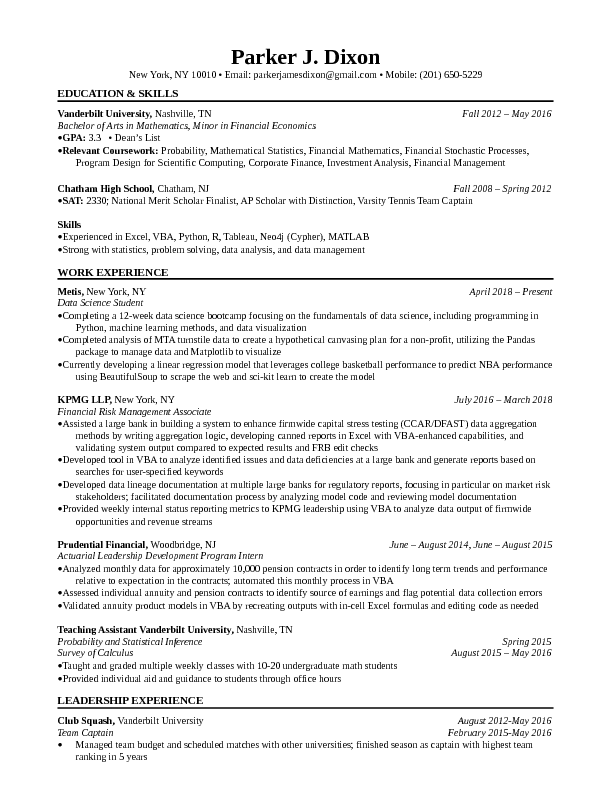 Parker J. Dixon
New York, NY 10010 • Email: parkerjamesdixon@gmail.com • Mobile: (201) 650-5229
EDUCATION & SKILLS
Vanderbilt University, Nashville, TN Fall 2012 – May 2016
Bachelor of Arts in Mathematics, Minor in Financial Economics
•GPA: 3.3 • Dean's List
•Relevant Coursework: Probability, Mathematical Statistics, Financial Mathematics, Financial Stochastic Processes,
Program Design for Scientific Computing, Corporate Finance, Investment Analysis, Financial Management
Chatham High School, Chatham, NJ Fall 2008 – Spring 2012
•SAT: 2330; National Merit Scholar Finalist, AP Scholar with Distinction, Varsity Tennis Team Captain
Skills
•Experienced in Excel, VBA, Python, R, Tableau, Neo4j (Cypher), MATLAB
•Strong with statistics, problem solving, data analysis, and data management
WORK EXPERIENCE
Metis, New York, NY April 2018 – Present
Data Science Student
•Completing a 12-week data science bootcamp focusing on the fundamentals of data science, including programming in
Python, machine learning methods, and data visualization
•Completed analysis of MTA turnstile data to create a hypothetical canvasing plan for a non-profit, utilizing the Pandas
package to manage data and Matplotlib to visualize
•Currently developing a linear regression model that leverages college basketball performance to predict NBA performance
using BeautifulSoup to scrape the web and sci-kit learn to create the model
KPMG LLP, New York, NY July 2016 – March 2018
Financial Risk Management Associate
•Assisted a large bank in building a system to enhance firmwide capital stress testing (CCAR/DFAST) data aggregation
methods by writing aggregation logic, developing canned reports in Excel with VBA-enhanced capabilities, and
validating system output compared to expected results and FRB edit checks
•Developed tool in VBA to analyze identified issues and data deficiencies at a large bank and generate reports based on
searches for user-specified keywords
•Developed data lineage documentation at multiple large banks for regulatory reports, focusing in particular on market risk
stakeholders; facilitated documentation process by analyzing model code and reviewing model documentation
•Provided weekly internal status reporting metrics to KPMG leadership using VBA to analyze data output of firmwide
opportunities and revenue streams
Prudential Financial, Woodbridge, NJ June – August 2014, June – August 2015
Actuarial Leadership Development Program Intern
•Analyzed monthly data for approximately 10,000 pension contracts in order to identify long term trends and performance
relative to expectation in the contracts; automated this monthly process in VBA
•Assessed individual annuity and pension contracts to identify source of earnings and flag potential data collection errors
•Validated annuity product models in VBA by recreating outputs with in-cell Excel formulas and editing code as needed
Teaching Assistant Vanderbilt University, Nashville, TN
Probability and Statistical Inference Spring 2015
Survey of Calculus August 2015 – May 2016
•Taught and graded multiple weekly classes with 10-20 undergraduate math students
•Provided individual aid and guidance to students through office hours
LEADERSHIP EXPERIENCE
Club Squash, Vanderbilt University August 2012-May 2016
Team Captain February 2015-May 2016
• Managed team budget and scheduled matches with other universities; finished season as captain with highest team
ranking in 5 years